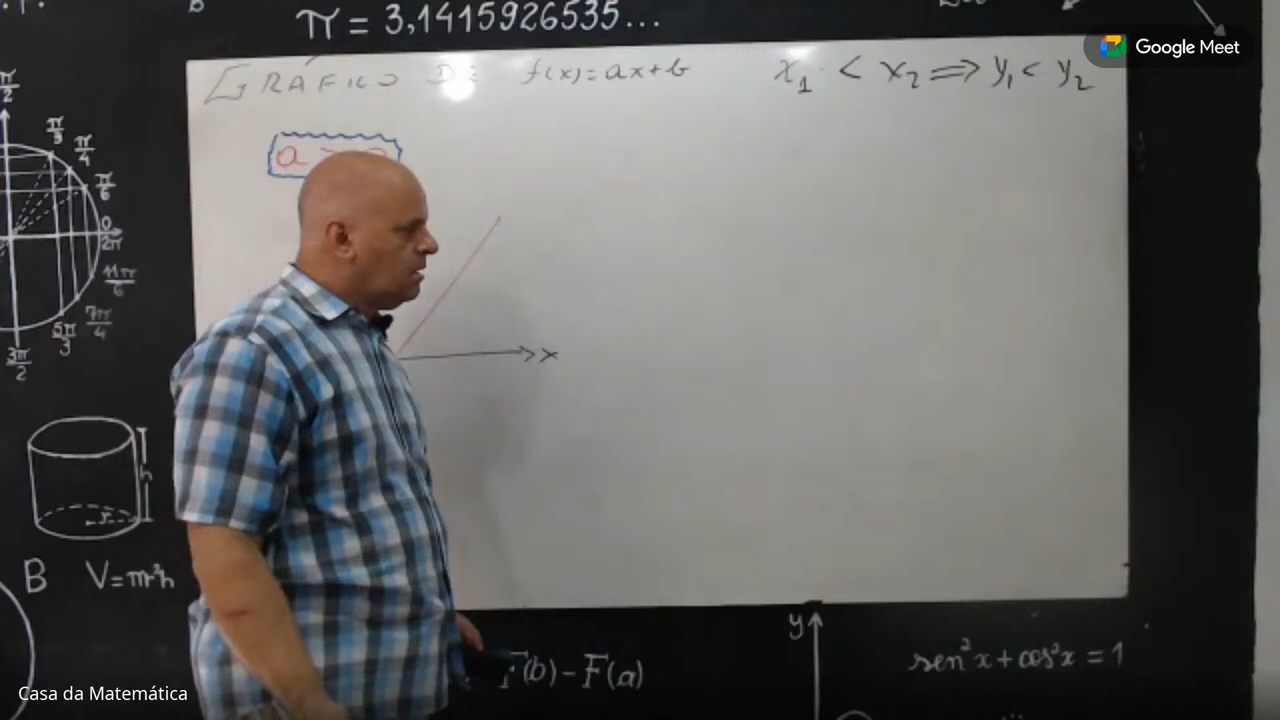 π = 3,1415926535...
Google Meet
GRÁFICO DE f(x) = ax + b
x₁ < x₂ ⇒ y₁ < y₂
a >
x
π/2
π/3
π/4
π/6
0
2π
11π/6
7π/4
5π/3
3π/2
h
r
B V = πr²h
F(b) - F(a)
y
sen²x + cos²x = 1
Casa da Matemática